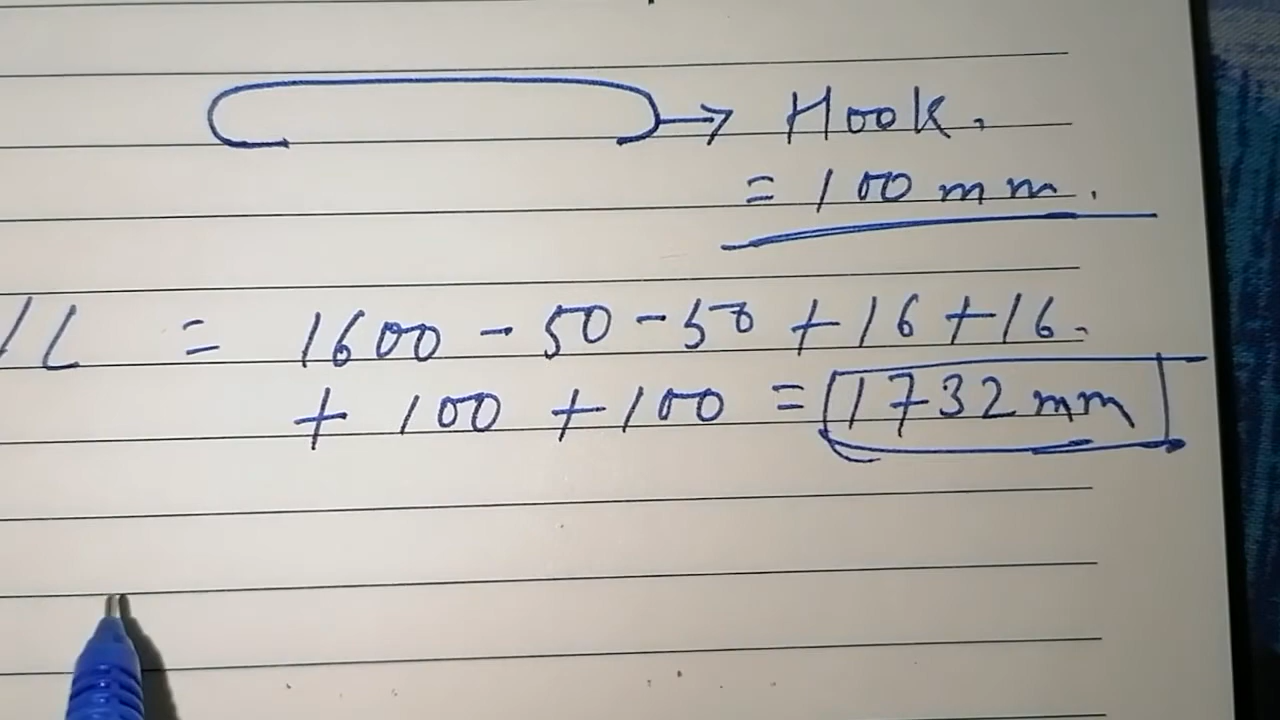 Hook.
= 100 mm.
/L = 1600 - 50 - 50 + 16 + 16.
+ 100 + 100 = 1732 mm